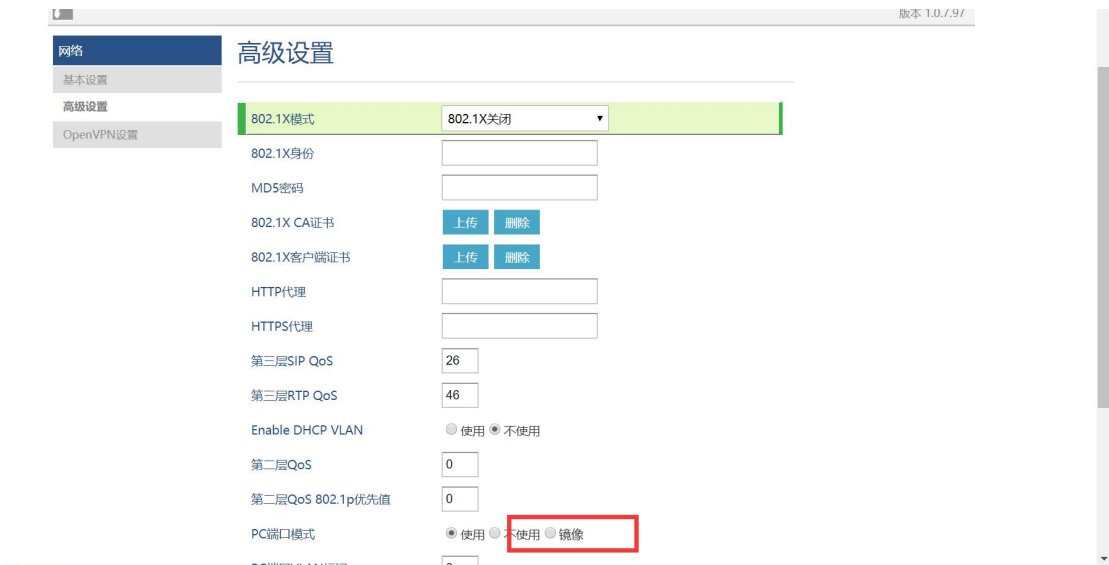 版本 1.0.7.97
网络
基本设置
高级设置
OpenVPN设置
高级设置
802.1X模式 802.1X关闭
802.1X身份
MD5密码
802.1X CA证书 上传 删除
802.1X客户端证书 上传 删除
HTTP代理
HTTPS代理
第三层SIP QoS 26
第三层RTP QoS 46
Enable DHCP VLAN 使用 不使用
第二层QoS 0
第二层QoS 802.1p优先值 0
PC端口模式 使用 不使用 镜像